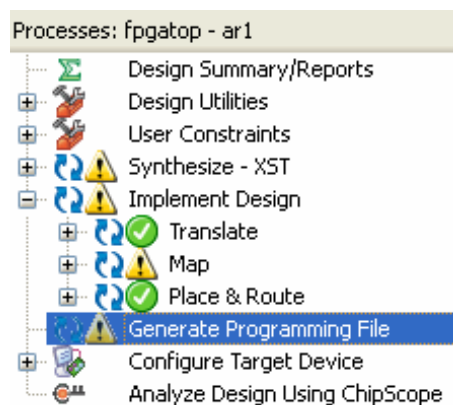 Processes: fpgatop - ar1
Design Summary/Reports
Design Utilities
User Constraints
Synthesize - XST
Implement Design
Translate
Map
Place & Route
Generate Programming File
Configure Target Device
Analyze Design Using ChipScope